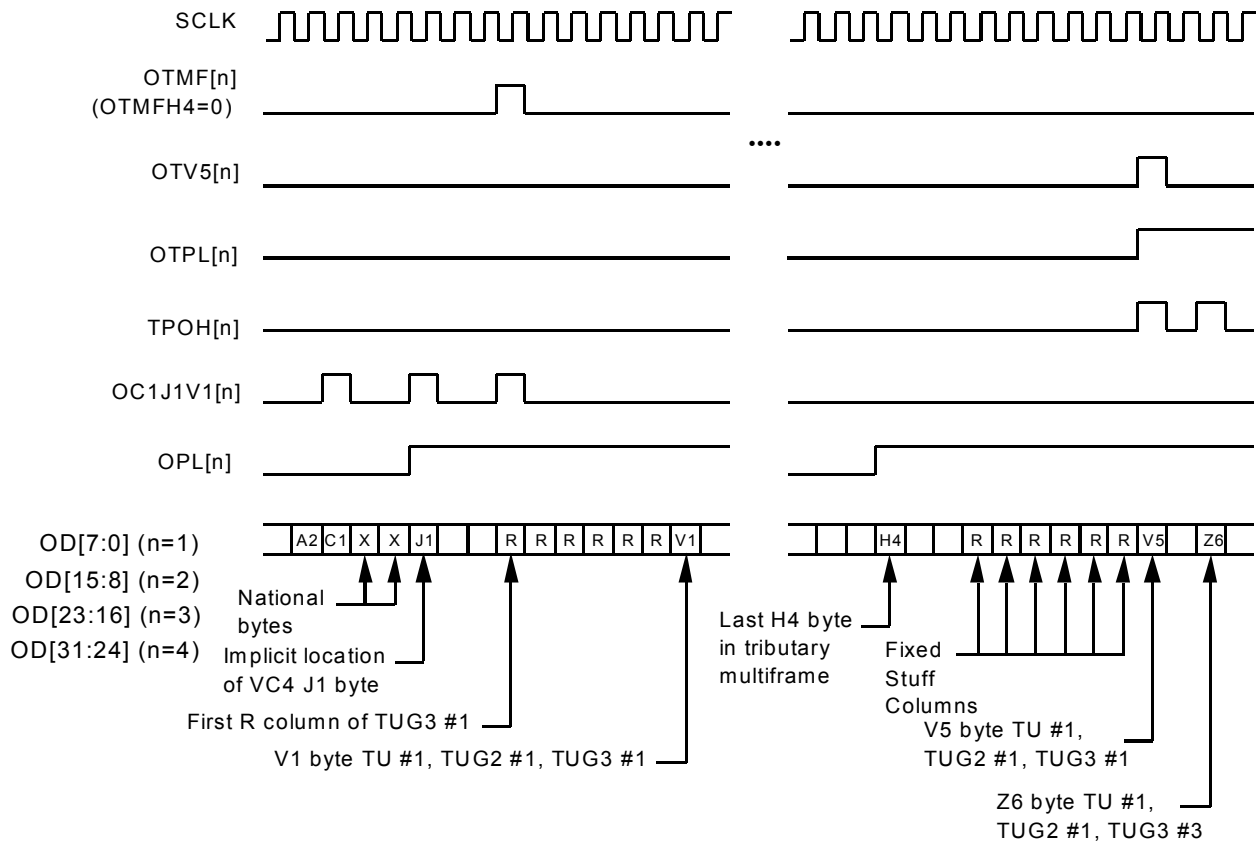 SCLK
OTMF[n]
(OTMFH4=0)
....
OTV5[n]
OTPL[n]
TPOH[n]
OC1J1V1[n]
OPL[n]
OD[7:0] (n=1)
OD[15:8] (n=2)
OD[23:16] (n=3)
OD[31:24] (n=4)
A2 C1 X X J1 R R R R R R V1
H4 R R R R R R V5 Z6
National
bytes
Implicit location
of VC4 J1 byte
First R column of TUG3 #1
V1 byte TU #1, TUG2 #1, TUG3 #1
Last H4 byte
in tributary
multiframe
Fixed
Stuff
Columns
V5 byte TU #1,
TUG2 #1, TUG3 #1
Z6 byte TU #1,
TUG2 #1, TUG3 #3